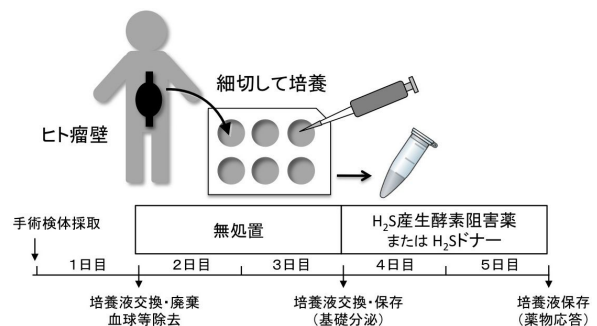 細切して培養
ヒト瘤壁
手術検体採取
無処置
H₂S産生酵素阻害薬
または H₂Sドナー
1日目
2日目
3日目
4日目
5日目
培養液交換・廃棄
血球等除去
培養液交換・保存
(基礎分泌)
培養液保存
(薬物応答)